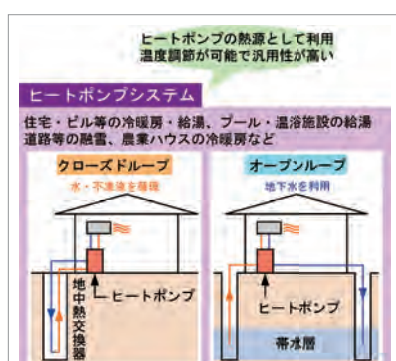 ヒートポンプの熱源として利用
温度調節が可能で汎用性が高い
ヒートポンプシステム
住宅・ビル等の冷暖房・給湯、プール・温浴施設の給湯
道路等の融雪、農業ハウスの冷暖房など
クローズドループ
水・不凍液を循環
地中熱交換器
ヒートポンプ
オープンループ
地下水を利用
ヒートポンプ
帯水層